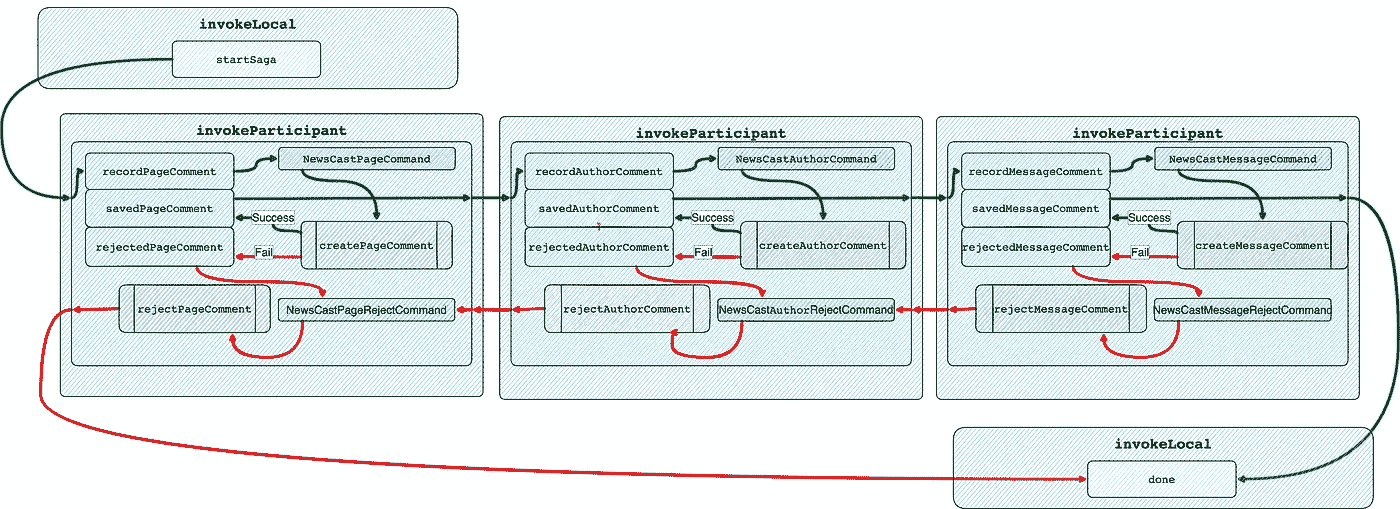 invokeLocal
startSaga
invokeParticipant
recordPageComment
NewsCastPageCommand
savedPageComment
Success
rejectedPageComment
Fail
createPageComment
rejectPageComment
NewsCastPageRejectCommand
invokeParticipant
recordAuthorComment
NewsCastAuthorCommand
savedAuthorComment
Success
rejectedAuthorComment
Fail
createAuthorComment
rejectAuthorComment
NewsCastAuthorRejectCommand
invokeParticipant
recordMessageComment
NewsCastMessageCommand
savedMessageComment
Success
rejectedMessageComment
Fail
createMessageComment
rejectMessageComment
NewsCastMessageRejectCommand
invokeLocal
done